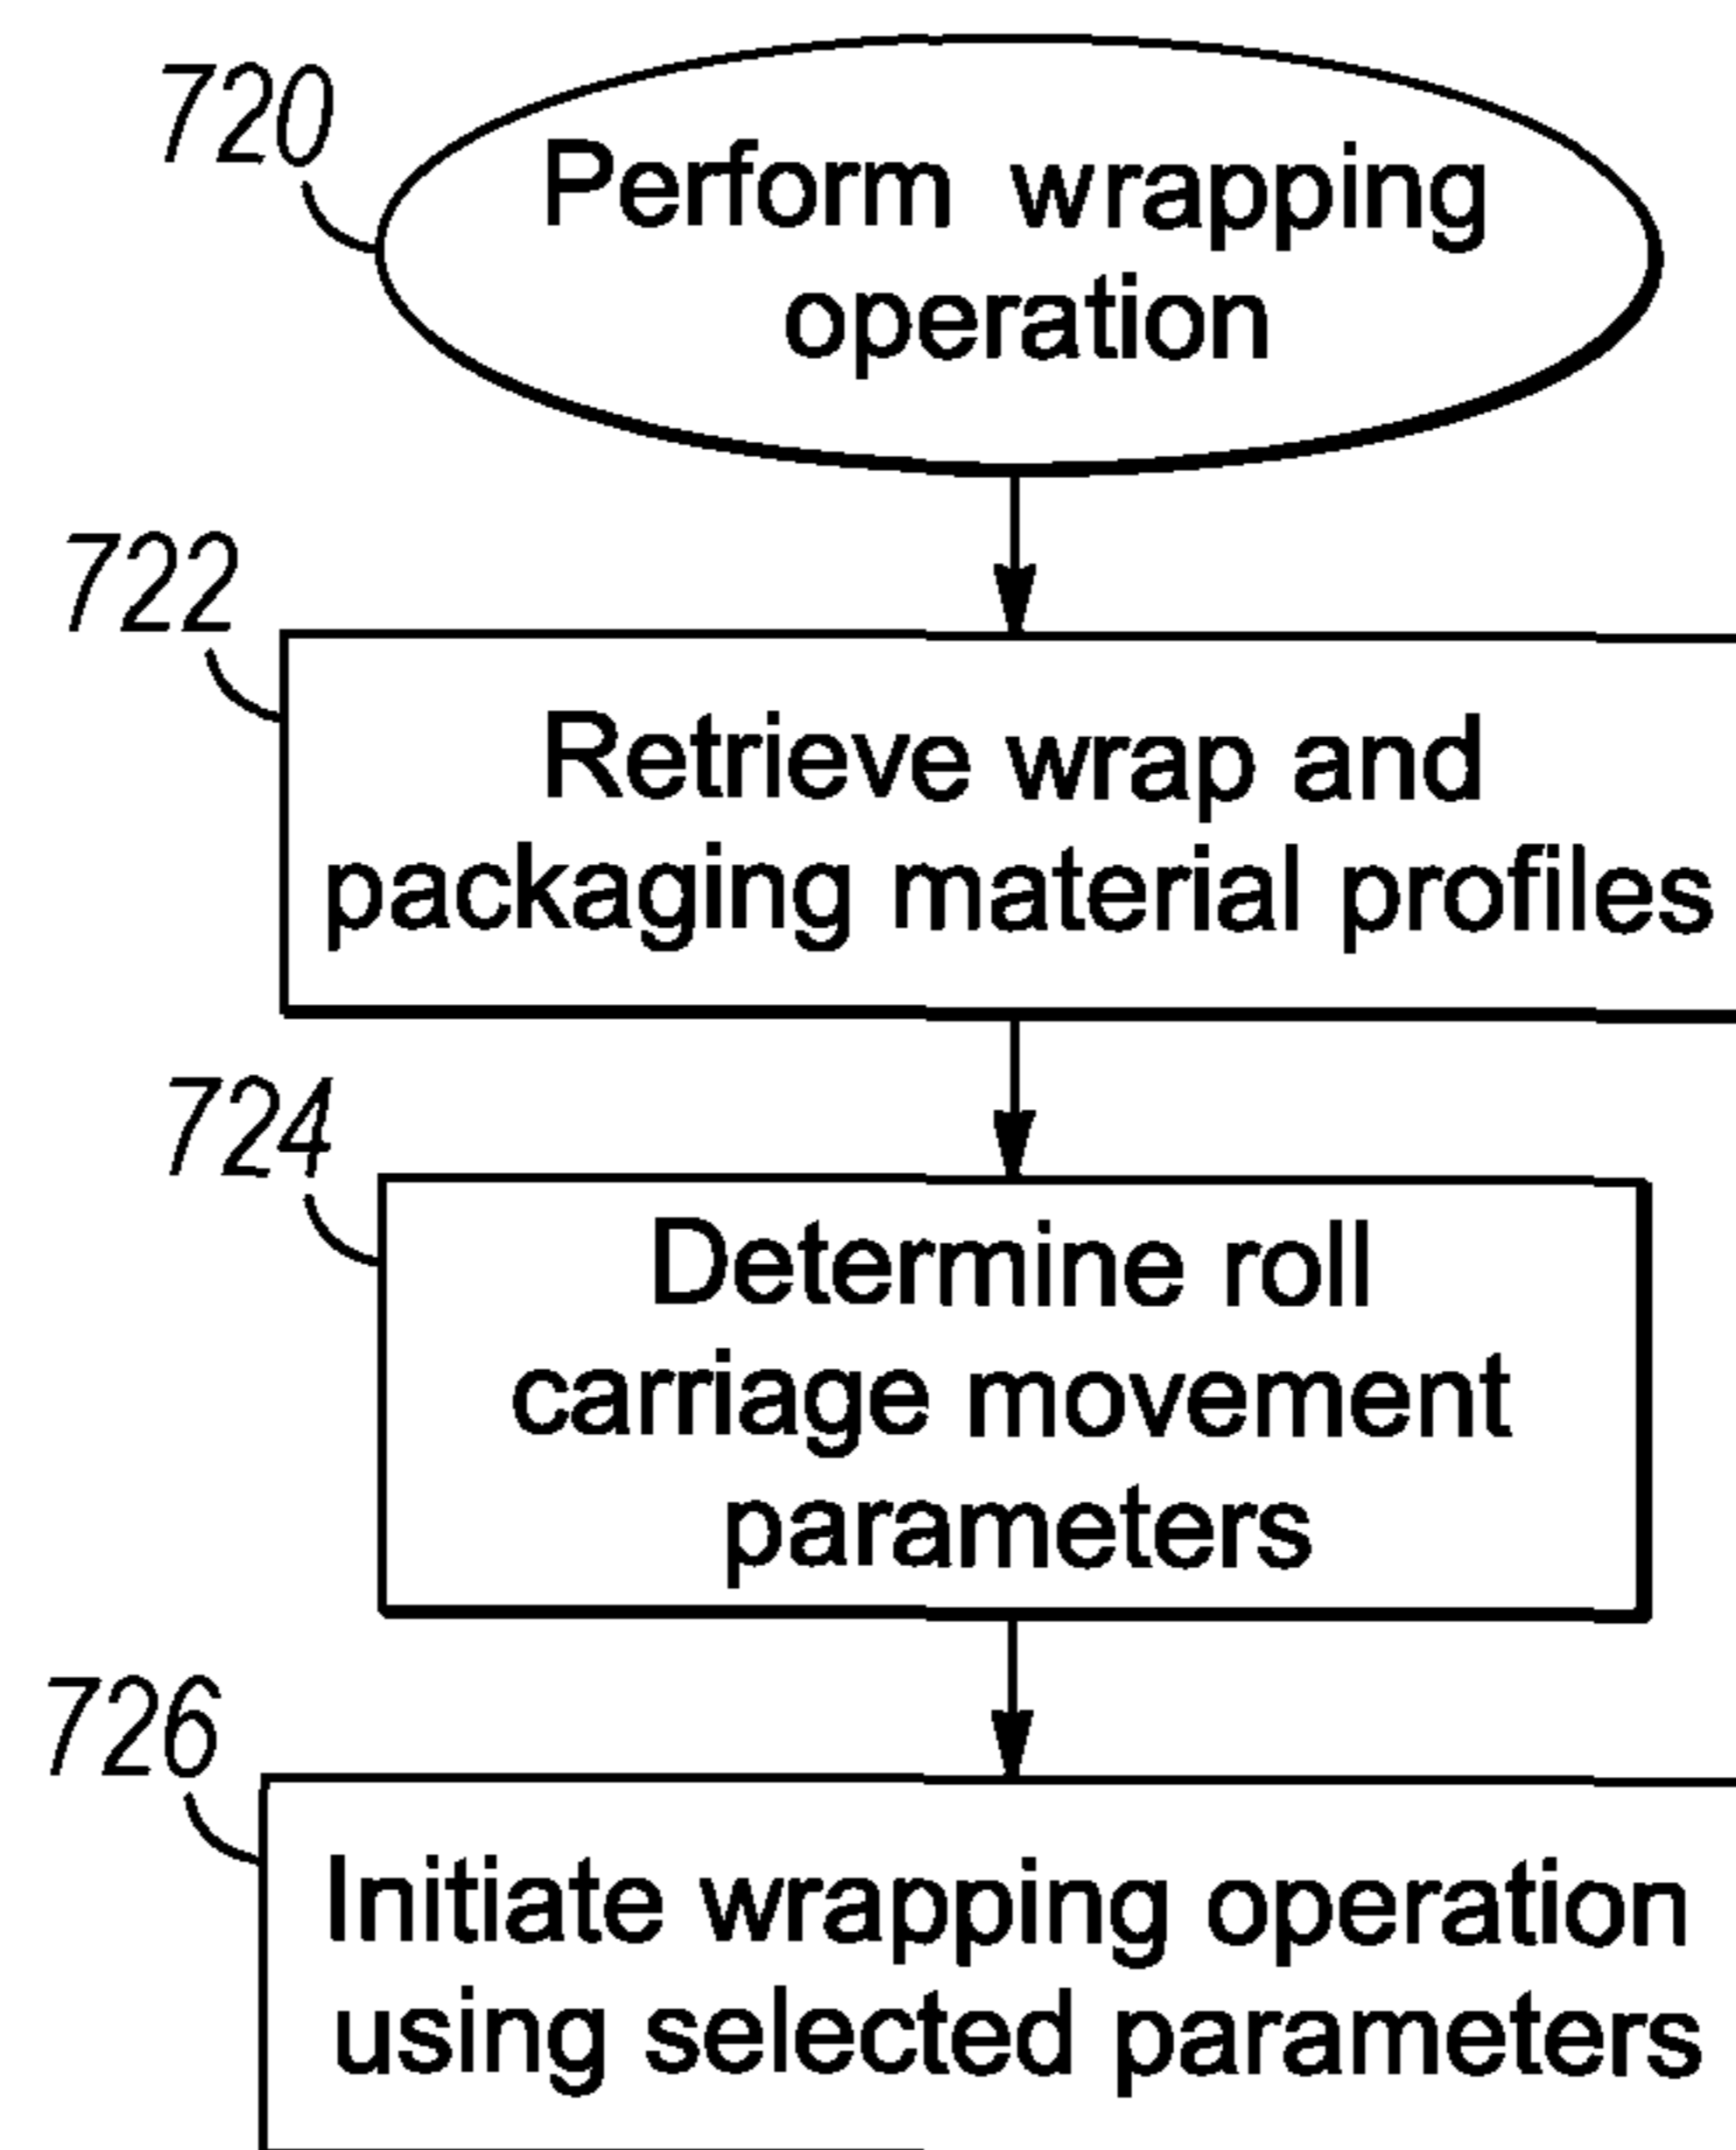 720
Perform wrapping
operation
722
Retrieve wrap and
packaging material profiles
724
Determine roll
carriage movement
parameters
726
Initiate wrapping operation
using selected parameters